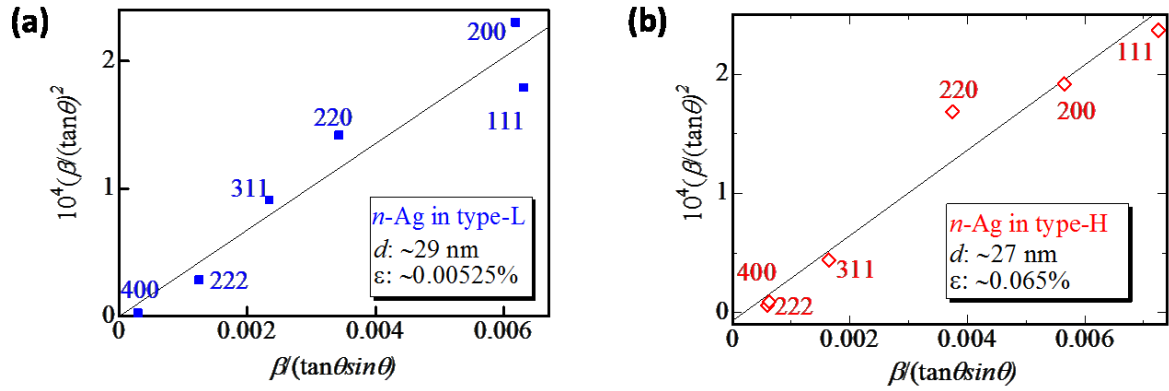 (a)
10⁴(β/(tanθ)²
2
1
0
200
111
220
311
222
400
n-Ag in type-L
d: ~29 nm
ε: ~0.00525%
0
0.002
0.004
0.006
β/(tanθsinθ)
(b)
10⁴(β/(tanθ)²
2
1
0
111
220
200
311
400
222
n-Ag in type-H
d: ~27 nm
ε: ~0.065%
0
0.002
0.004
0.006
β/(tanθsinθ)